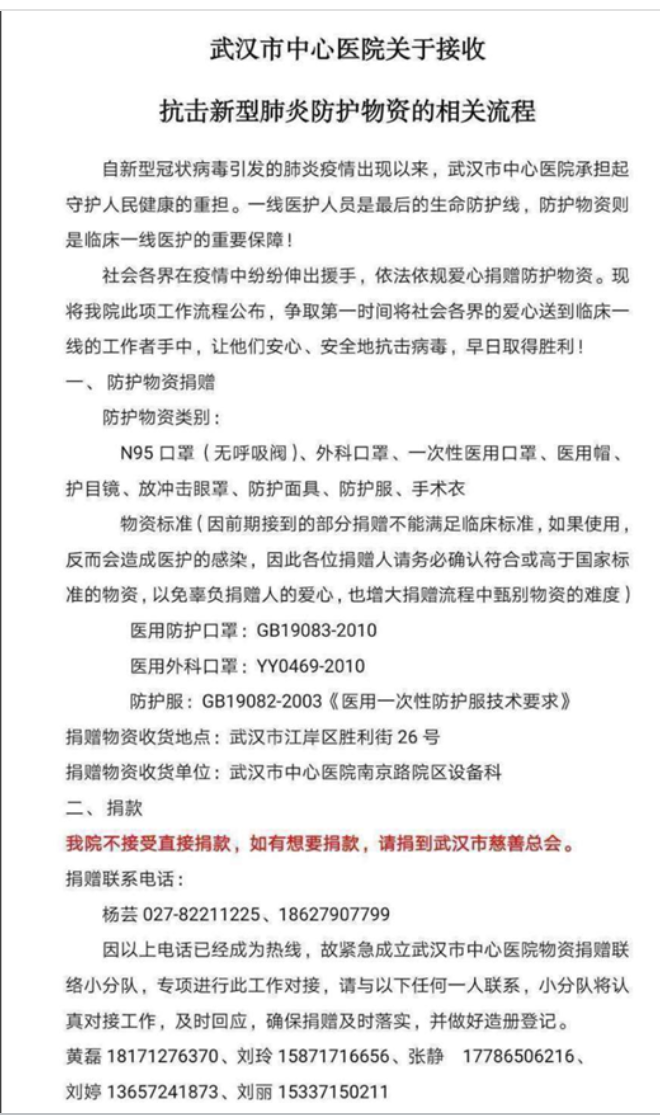 武汉市中心医院关于接收
抗击新型肺炎防护物资的相关流程
自新型冠状病毒引发的肺炎疫情出现以来，武汉市中心医院承担起
守护人民健康的重担。一线医护人员是最后的生命防护线，防护物资则
是临床一线医护的重要保障！
社会各界在疫情中纷纷伸出援手，依法依规爱心捐赠防护物资。现
将我院此项工作流程公布，争取第一时间将社会各界的爱心送到临床一
线的工作者手中，让他们安心、安全地抗击病毒，早日取得胜利！
一、 防护物资捐赠
防护物资类别：
N95 口罩（无呼吸阀）、外科口罩、一次性医用口罩、医用帽、
护目镜、放冲击眼罩、防护面具、防护服、手术衣
物资标准（因前期接到的部分捐赠不能满足临床标准，如果使用，
反而会造成医护的感染，因此各位捐赠人请务必确认符合或高于国家标
准的物资，以免辜负捐赠人的爱心，也增大捐赠流程中甄别物资的难度）
医用防护口罩：GB19083-2010
医用外科口罩：YY0469-2010
防护服：GB19082-2003《医用一次性防护服技术要求》
捐赠物资收货地点：武汉市江岸区胜利街 26 号
捐赠物资收货单位：武汉市中心医院南京路院区设备科
二、 捐款
我院不接受直接捐款，如有想要捐款，请捐到武汉市慈善总会。
捐赠联系电话：
杨芸 027-82211225、18627907799
因以上电话已经成为热线，故紧急成立武汉市中心医院物资捐赠联
络小分队，专项进行此工作对接，请与以下任何一人联系，小分队将认
真对接工作，及时回应，确保捐赠及时落实，并做好造册登记。
黄磊 18171276370、刘玲 15871716656、张静 17786506216、
刘婷 13657241873、刘丽 15337150211